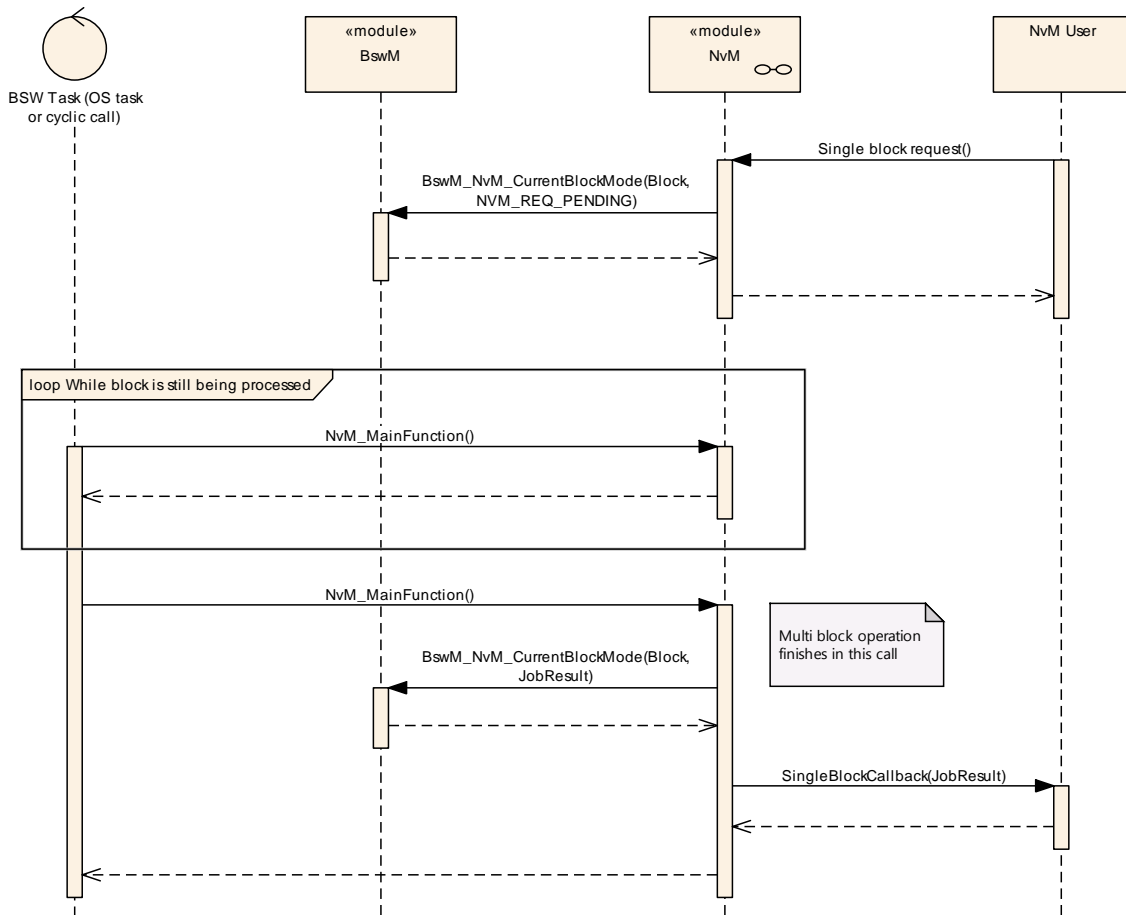 «module»
BswM
«module»
NvM
NvM User
BSW Task (OS task
or cyclic call)
Single block request()
BswM_NvM_CurrentBlockMode(Block,
NVM_REQ_PENDING)
loop While block is still being processed
NvM_MainFunction()
NvM_MainFunction()
Multi block operation
finishes in this call
BswM_NvM_CurrentBlockMode(Block,
JobResult)
SingleBlockCallback(JobResult)